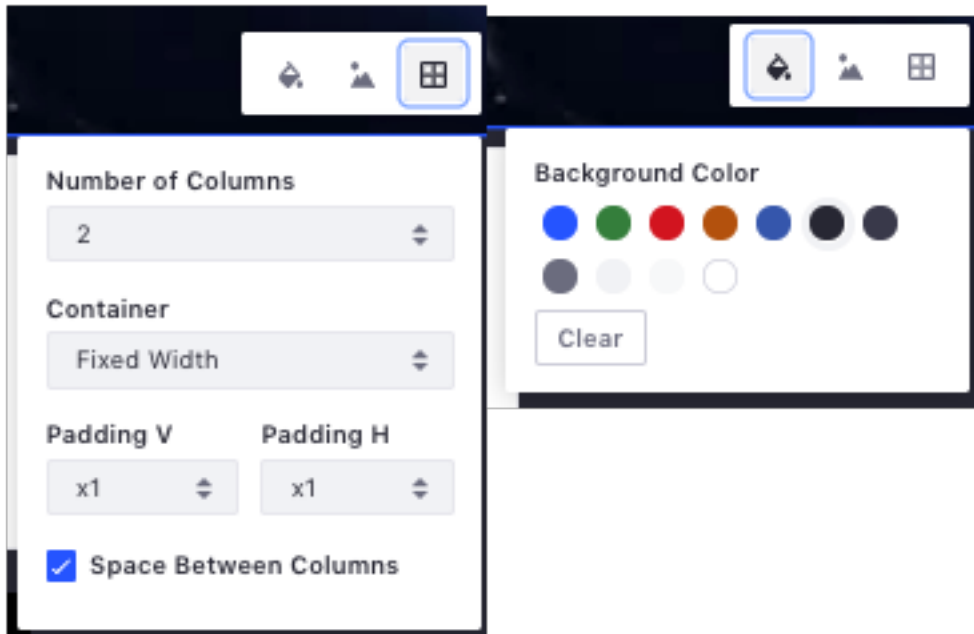 Number of Columns
2
Container
Fixed Width
Padding V Padding H
x1 x1
Space Between Columns
Background Color
Clear